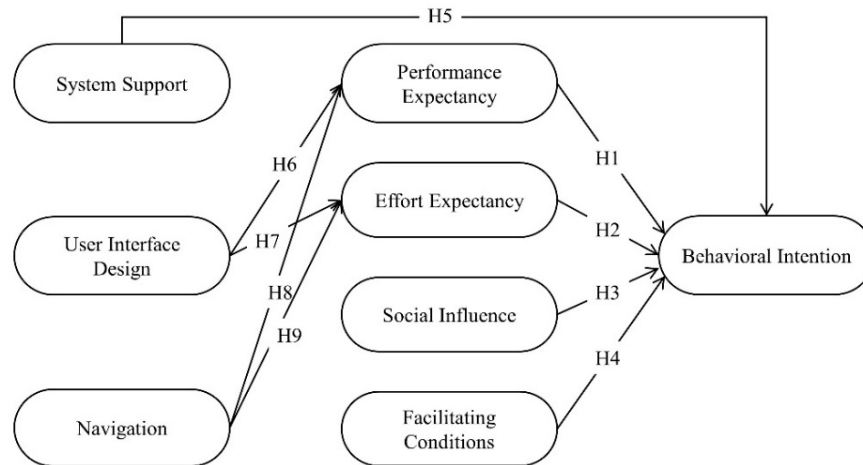 H5
System Support
Performance
Expectancy
H6
H1
Effort Expectancy
User Interface
Design
H7
H2
Behavioral Intention
H8
H3
Social Influence
H9
H4
Navigation
Facilitating
Conditions